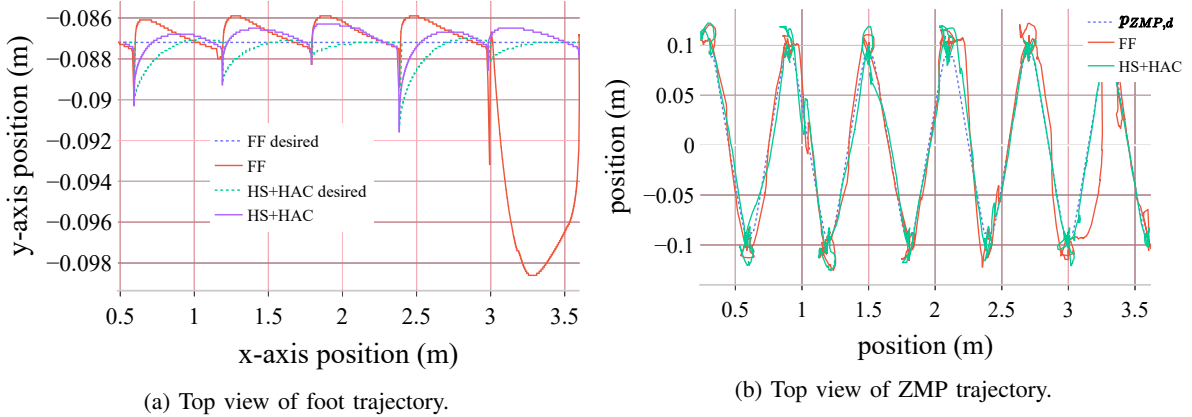 −0.086
−0.088
−0.09
−0.092
−0.094
−0.096
−0.098
y-axis position (m)
FF desired
FF
HS+HAC desired
HS+HAC
0.5 1 1.5 2 2.5 3 3.5
x-axis position (m)
(a) Top view of foot trajectory.
0.1
0.05
0
−0.05
−0.1
position (m)
pZMP,d
FF
HS+HAC
0.5 1 1.5 2 2.5 3 3.5
position (m)
(b) Top view of ZMP trajectory.